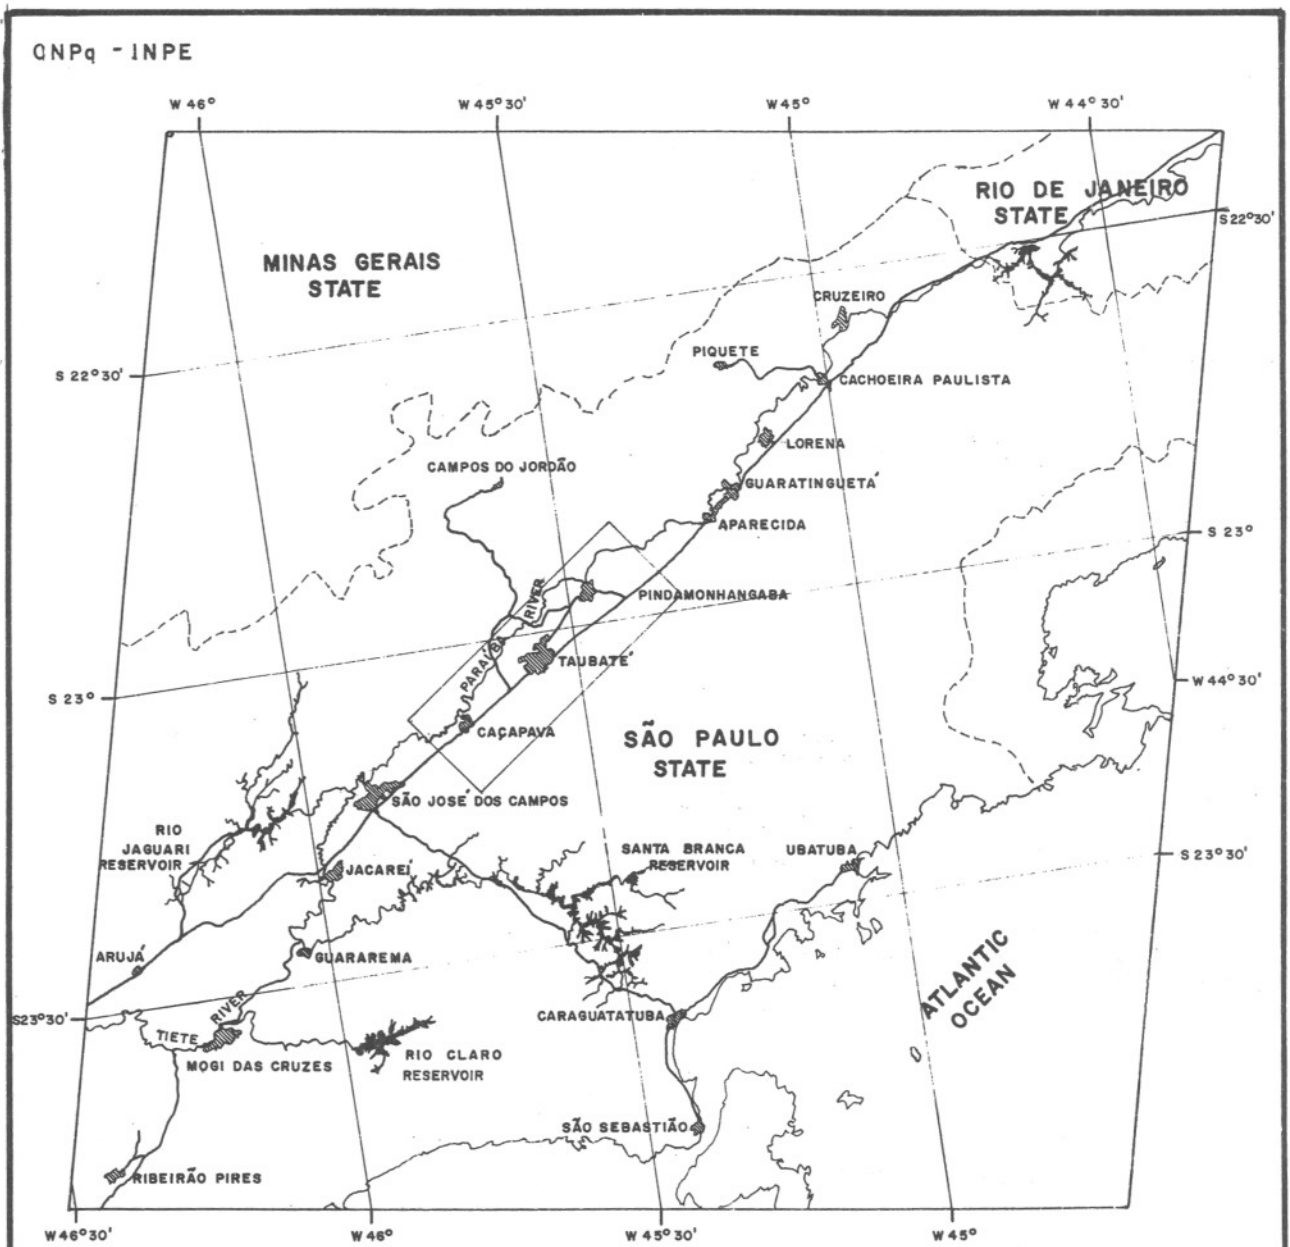 CNPq - INPE
W 46°
W 45°30'
W 45°
W 44°30'
RIO DE JANEIRO
STATE
S 22°30'
MINAS GERAIS
STATE
CRUZEIRO
PIQUETE
S 22°30'
CACHOEIRA PAULISTA
LORENA
CAMPOS DO JORDÃO
GUARATINGUETÁ
APARECIDA
S 23°
PINDAMONHANGABA
PARAÍBA RIVER
TAUBATÉ
W 44°30'
S 23°
CAÇAPAVA
SÃO PAULO
STATE
SÃO JOSÉ DOS CAMPOS
RIO
JAGUARI
RESERVOIR
SANTA BRANCA
RESERVOIR
UBATUBA
S 23°30'
JACAREÍ
ARUJÁ
GUARAREMA
ATLANTIC
OCEAN
S23°30'
TIETE RIVER
CARAGUATATUBA
MOGI DAS CRUZES
RIO CLARO
RESERVOIR
SÃO SEBASTIÃO
RIBEIRÃO PIRES
W 46°30'
W 46°
W 45°30'
W 45°